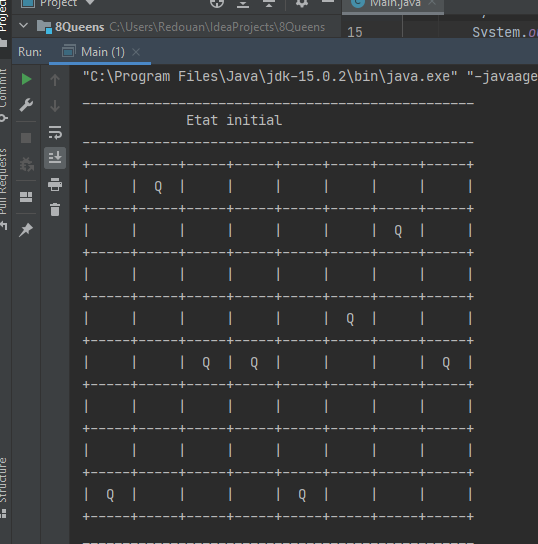 Project
Main.java
8Queens C:\Users\Redouan\IdeaProjects\8Queens
15 System.o
Run: Main (1) ×
"C:\Program Files\Java\jdk-15.0.2\bin\java.exe" "-javaage
-------------------------------------------------
Etat initial
-------------------------------------------------
+-----+-----+-----+-----+-----+-----+-----+-----+
|     |  Q  |     |     |     |     |     |     |
+-----+-----+-----+-----+-----+-----+-----+-----+
|     |     |     |     |     |     |  Q  |     |
+-----+-----+-----+-----+-----+-----+-----+-----+
|     |     |     |     |     |     |     |     |
+-----+-----+-----+-----+-----+-----+-----+-----+
|     |     |     |     |     |  Q  |     |     |
+-----+-----+-----+-----+-----+-----+-----+-----+
|     |     |  Q  |  Q  |     |     |     |  Q  |
+-----+-----+-----+-----+-----+-----+-----+-----+
|     |     |     |     |     |     |     |     |
+-----+-----+-----+-----+-----+-----+-----+-----+
|     |     |     |     |     |     |     |     |
+-----+-----+-----+-----+-----+-----+-----+-----+
|  Q  |     |     |     |  Q  |     |     |     |
+-----+-----+-----+-----+-----+-----+-----+-----+
-------------------------------------------------
Project
Commit
Pull Requests
Structure